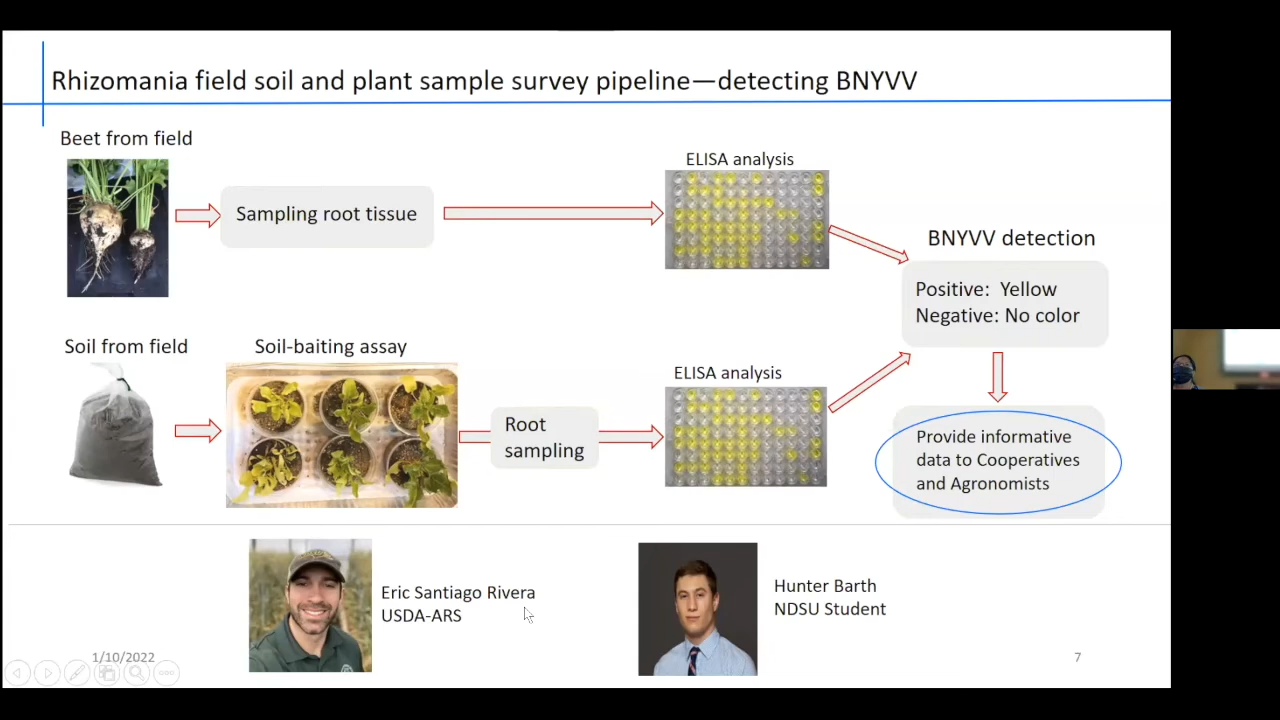 Rhizomania field soil and plant sample survey pipeline—detecting BNYVV
Beet from field
Sampling root tissue
ELISA analysis
BNYVV detection
Positive:  Yellow
Negative: No color
Soil from field
Soil-baiting assay
Root
sampling
ELISA analysis
Provide informative
data to Cooperatives
and Agronomists
Eric Santiago Rivera
USDA-ARS
Hunter Barth
NDSU Student
1/10/2022
7